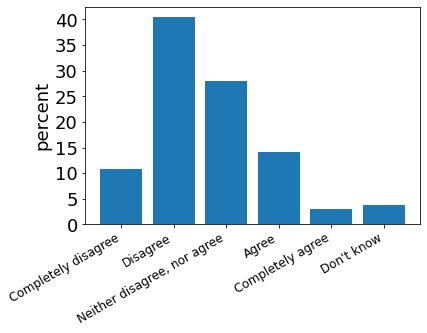 percent
40
35
30
25
20
15
10
5
0
Completely disagree
Disagree
Neither disagree, nor agree
Agree
Completely agree
Don't know